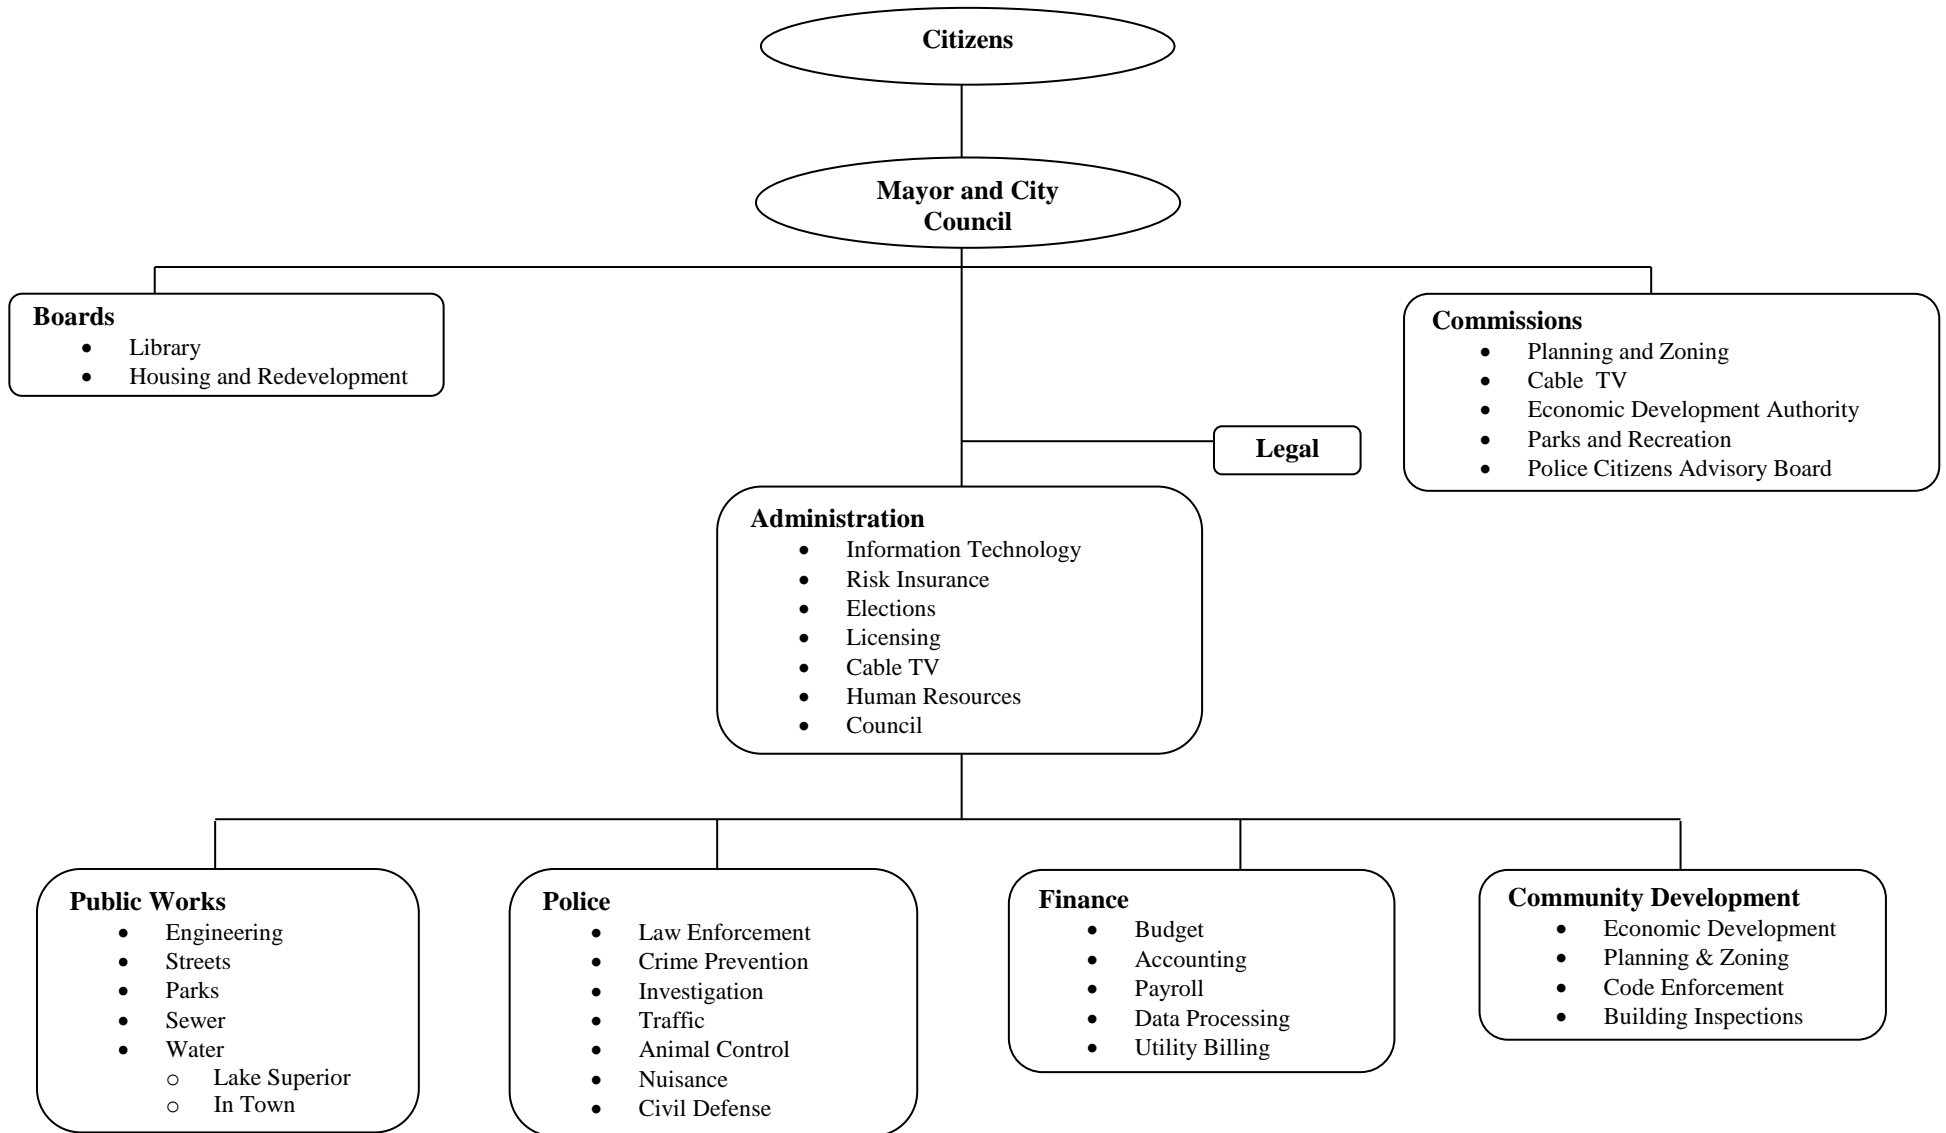 Citizens
Mayor and City
Council
Boards
• Library
• Housing and Redevelopment
Commissions
• Planning and Zoning
• Cable  TV
• Economic Development Authority
• Parks and Recreation
• Police Citizens Advisory Board
Legal
Administration
• Information Technology
• Risk Insurance
• Elections
• Licensing
• Cable TV
• Human Resources
• Council
Public Works
• Engineering
• Streets
• Parks
• Sewer
• Water
o Lake Superior
o In Town
Police
• Law Enforcement
• Crime Prevention
• Investigation
• Traffic
• Animal Control
• Nuisance
• Civil Defense
Finance
• Budget
• Accounting
• Payroll
• Data Processing
• Utility Billing
Community Development
• Economic Development
• Planning & Zoning
• Code Enforcement
• Building Inspections